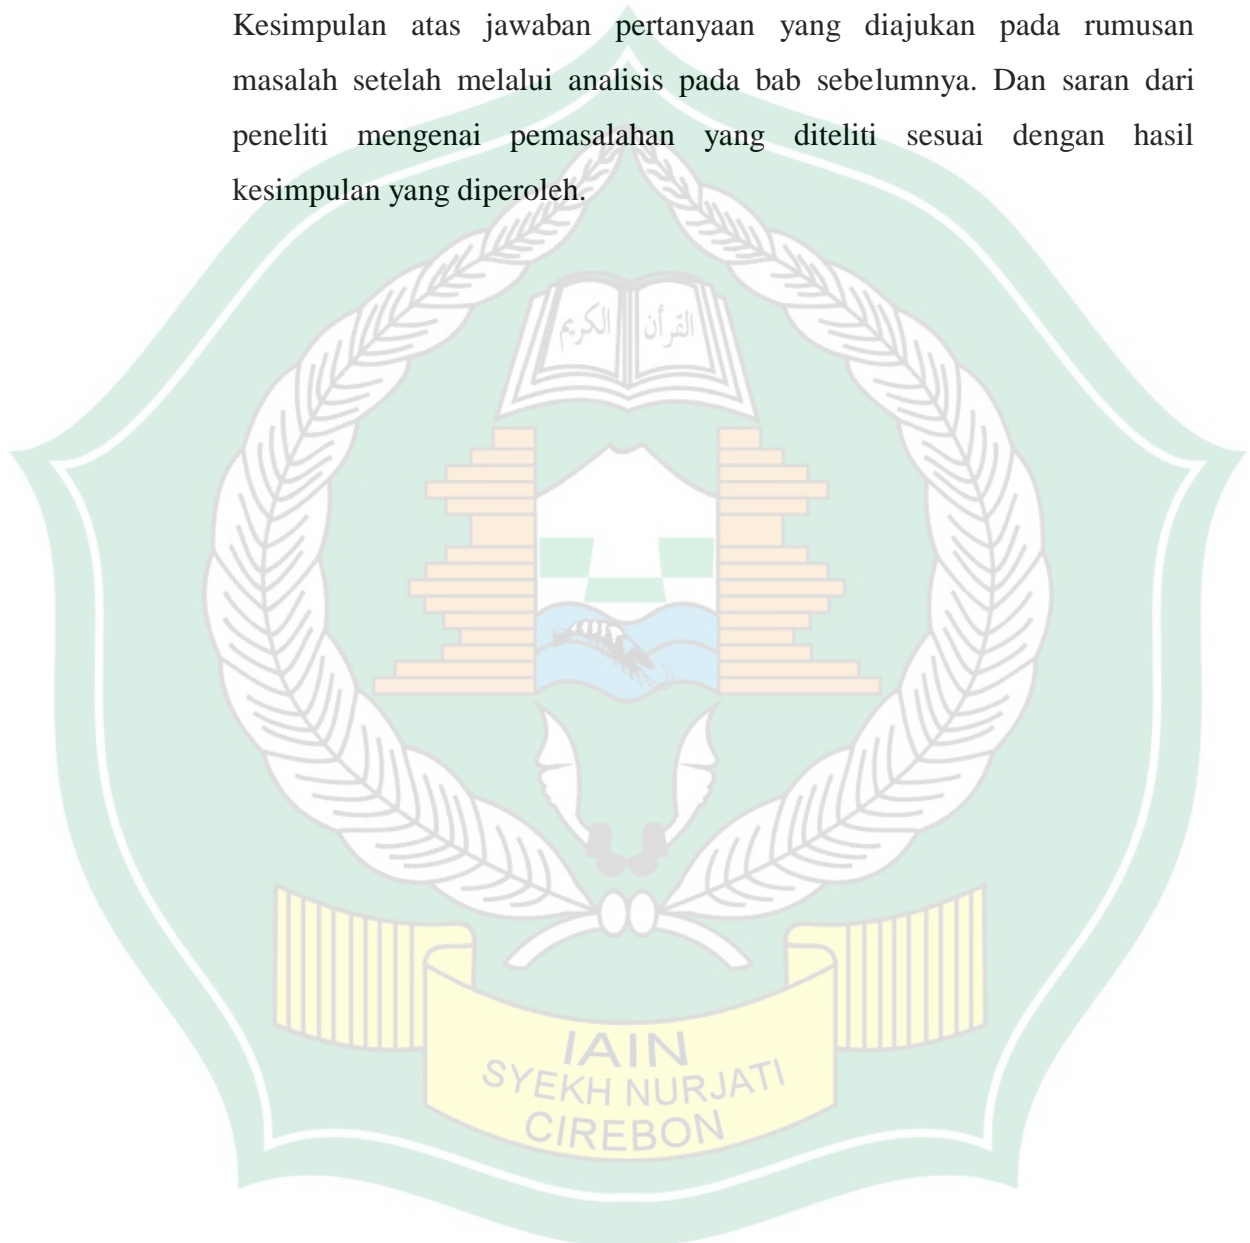 Kesimpulan atas jawaban pertanyaan yang diajukan pada rumusan
masalah setelah melalui analisis pada bab sebelumnya. Dan saran dari
peneliti mengenai pemasalahan yang diteliti sesuai dengan hasil
kesimpulan yang diperoleh.
القرأن الكريم
IAIN
SYEKH NURJATI
CIREBON